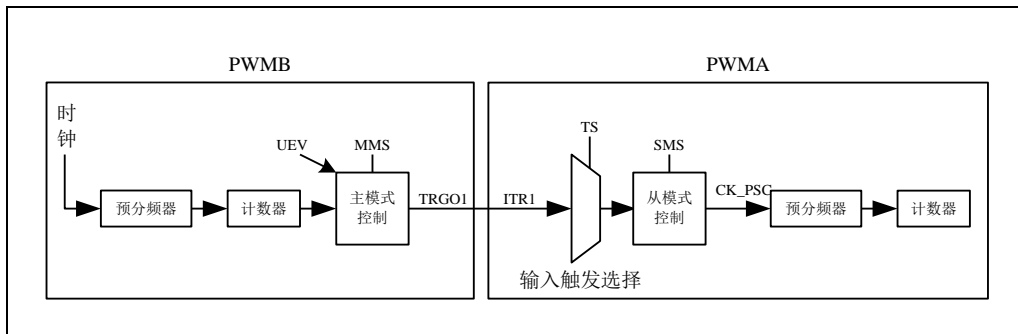 PWMB
PWMA
时
钟
UEV
MMS
TS
SMS
预分频器
计数器
主模式
控制
TRGO1
ITR1
从模式
控制
CK_PSC
预分频器
计数器
输入触发选择